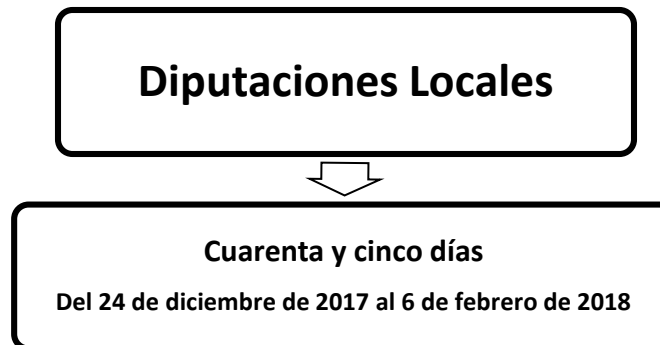 Diputaciones Locales
Cuarenta y cinco días
Del 24 de diciembre de 2017 al 6 de febrero de 2018